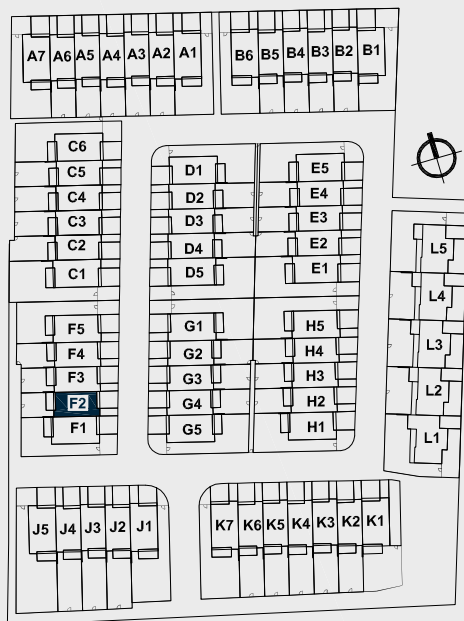 A7 A6 A5 A4 A3 A2 A1
B6 B5 B4 B3 B2 B1
C6
C5
C4
C3
C2
C1
D1
D2
D3
D4
D5
E5
E4
E3
E2
E1
F5
F4
F3
F2
F1
G1
G2
G3
G4
G5
H5
H4
H3
H2
H1
L5
L4
L3
L2
L1
J5 J4 J3 J2 J1
K7 K6 K5 K4 K3 K2 K1